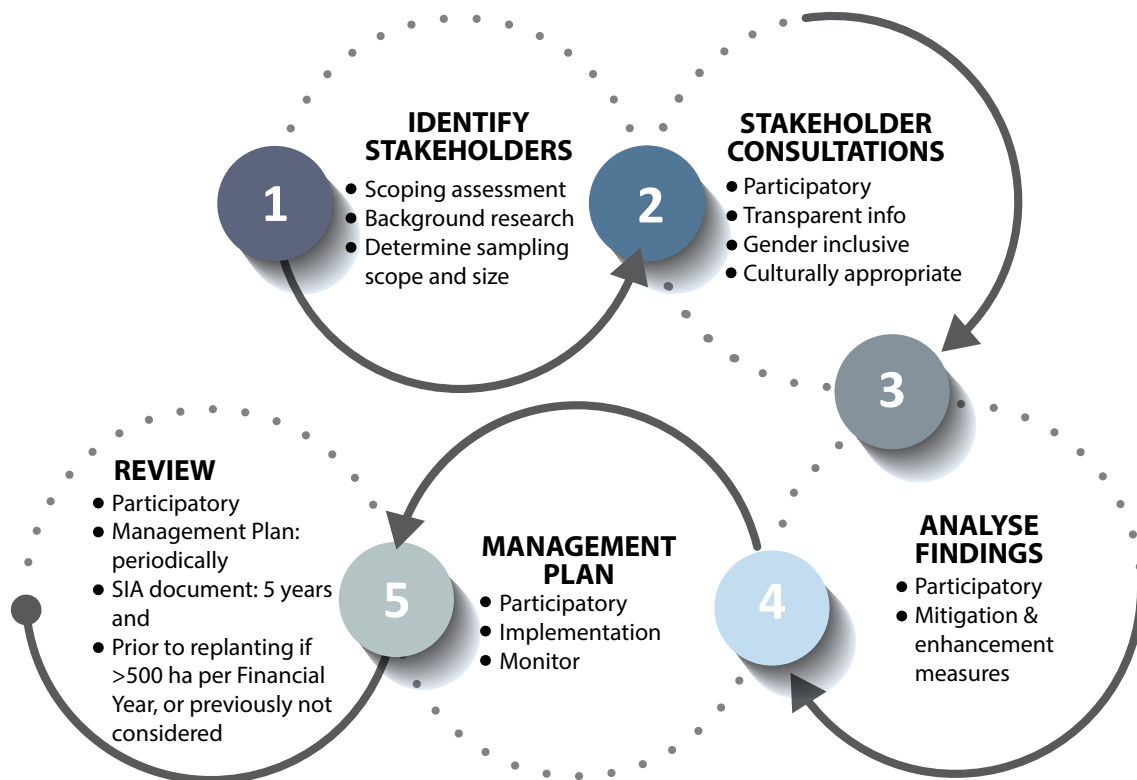 1
IDENTIFY
STAKEHOLDERS
● Scoping assessment
● Background research
● Determine sampling
scope and size
2
STAKEHOLDER
CONSULTATIONS
● Participatory
● Transparent info
● Gender inclusive
● Culturally appropriate
3
ANALYSE
FINDINGS
● Participatory
● Mitigation &
enhancement
measures
4
MANAGEMENT
PLAN
● Participatory
● Implementation
● Monitor
5
REVIEW
● Participatory
● Management Plan:
periodically
● SIA document: 5 years
and
● Prior to replanting if
>500 ha per Financial
Year, or previously not
considered